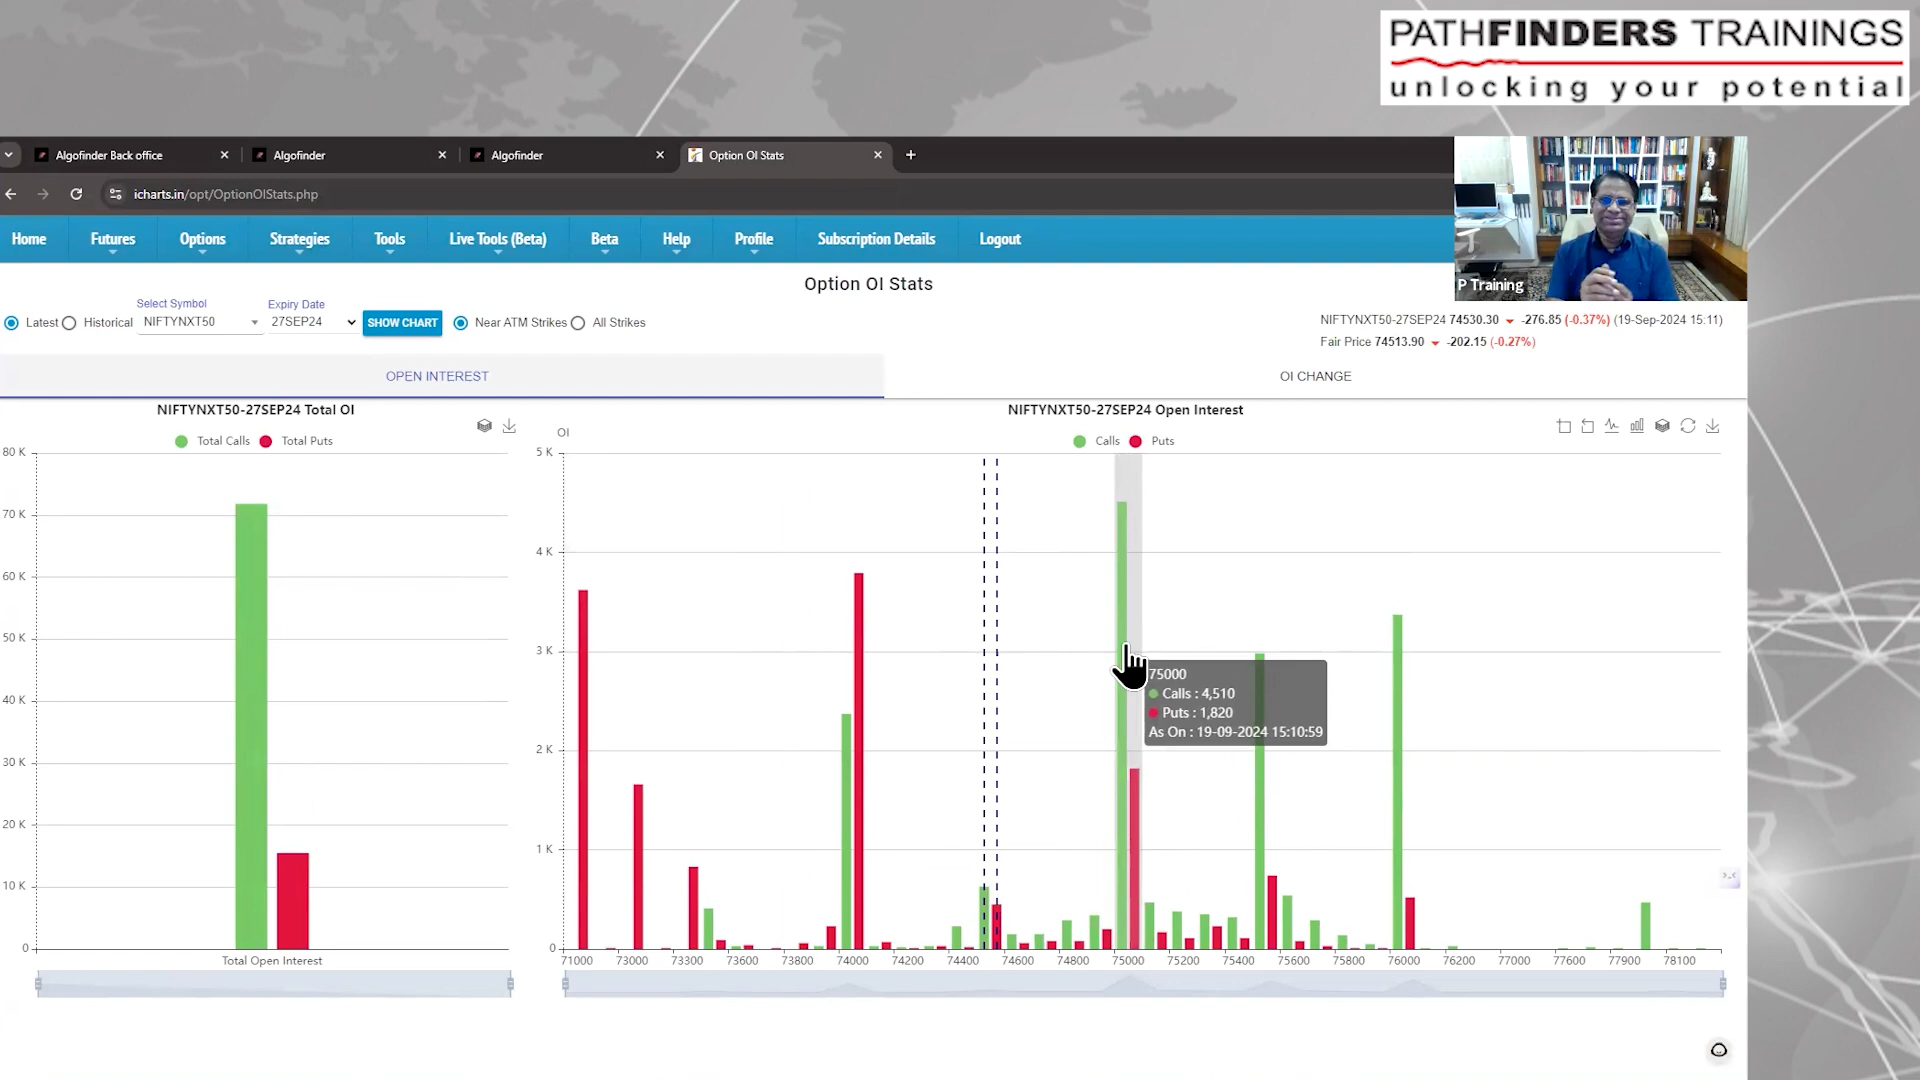 PATHFINDERS TRAININGS
unlocking your potential
Algofinder Back office
Algofinder
Algofinder
Option OI Stats
icharts.in/opt/OptionOIStats.php
Home Futures Options Strategies Tools Live Tools (Beta) Beta Help Profile Subscription Details Logout
P Training
Option OI Stats
Select Symbol
Expiry Date
Latest Historical NIFTYNXT50 27SEP24 SHOW CHART Near ATM Strikes All Strikes
NIFTYNXT50-27SEP24 74530.30 -276.85 (-0.37%) (19-Sep-2024 15:11)
Fair Price 74513.90 -202.15 (-0.27%)
OPEN INTEREST
OI CHANGE
NIFTYNXT50-27SEP24 Total OI
Total Calls Total Puts
80 K
70 K
60 K
50 K
40 K
30 K
20 K
10 K
0
Total Open Interest
NIFTYNXT50-27SEP24 Open Interest
Calls Puts
OI
5 K
4 K
3 K
2 K
1 K
0
75000
Calls : 4,510
Puts : 1,820
As On : 19-09-2024 15:10:59
71000 73000 73300 73600 73800 74000 74200 74400 74600 74800 75000 75200 75400 75600 75800 76000 76200 77000 77600 77900 78100